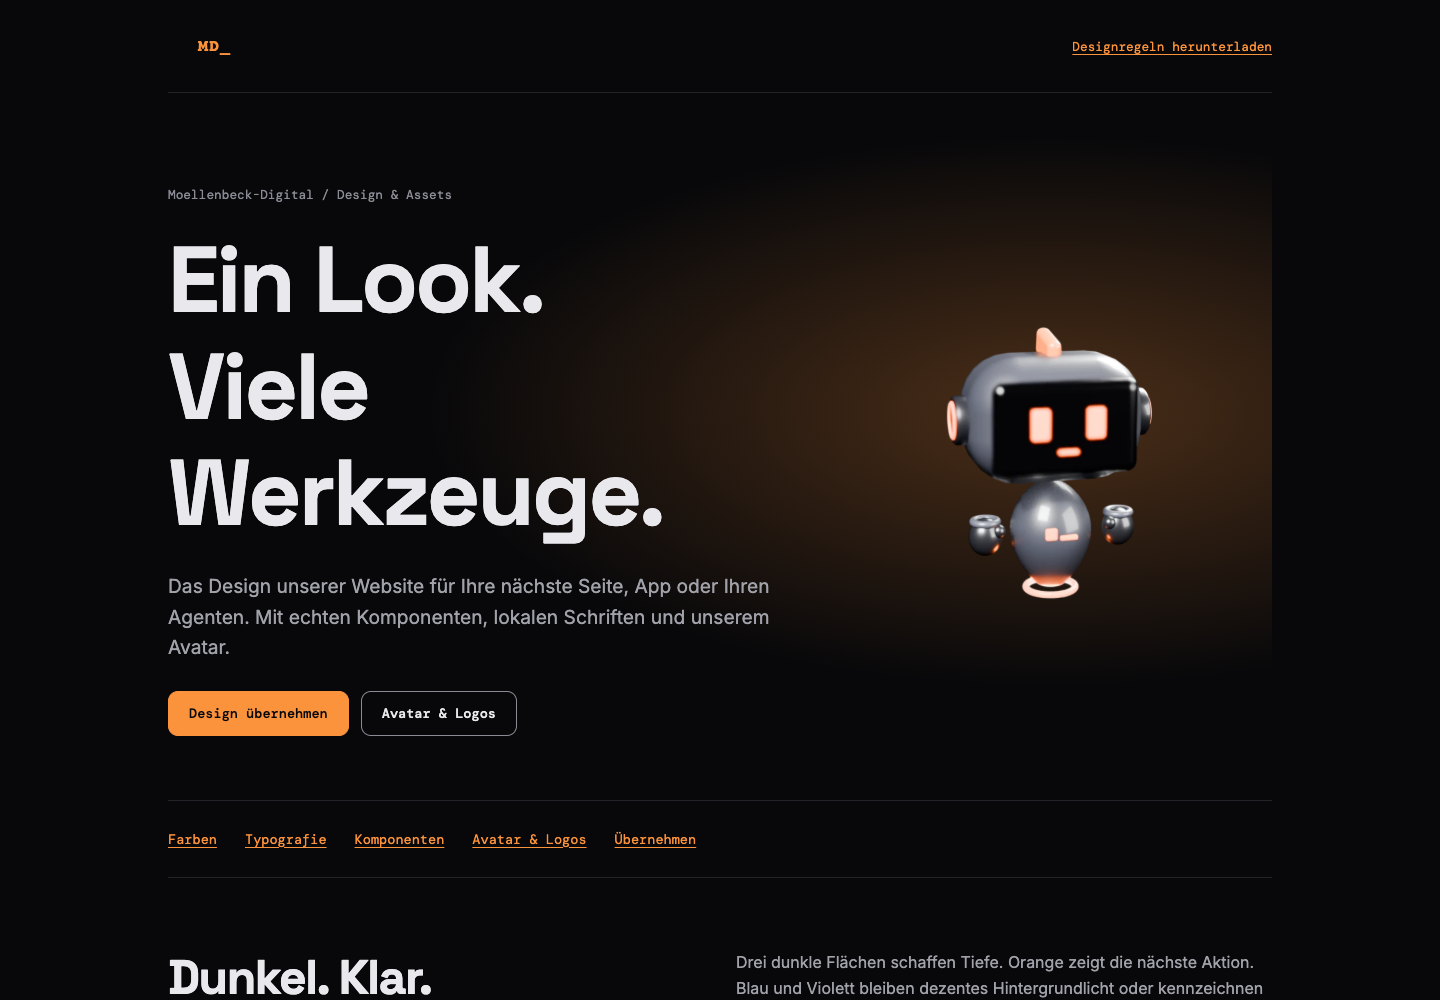 MD_
Designregeln herunterladen
Moellenbeck-Digital / Design & Assets
Ein Look.
Viele
Werkzeuge.
Das Design unserer Website für Ihre nächste Seite, App oder Ihren
Agenten. Mit echten Komponenten, lokalen Schriften und unserem
Avatar.
Design übernehmen
Avatar & Logos
Farben
Typografie
Komponenten
Avatar & Logos
Übernehmen
Dunkel. Klar.
Drei dunkle Flächen schaffen Tiefe. Orange zeigt die nächste Aktion.
Blau und Violett bleiben dezentes Hintergrundlicht oder kennzeichnen